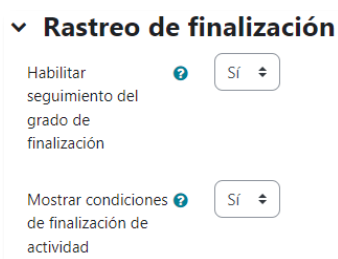 Rastreo de finalización
Habilitar
seguimiento del
grado de
finalización
Sí
Mostrar condiciones
de finalización de
actividad
Sí